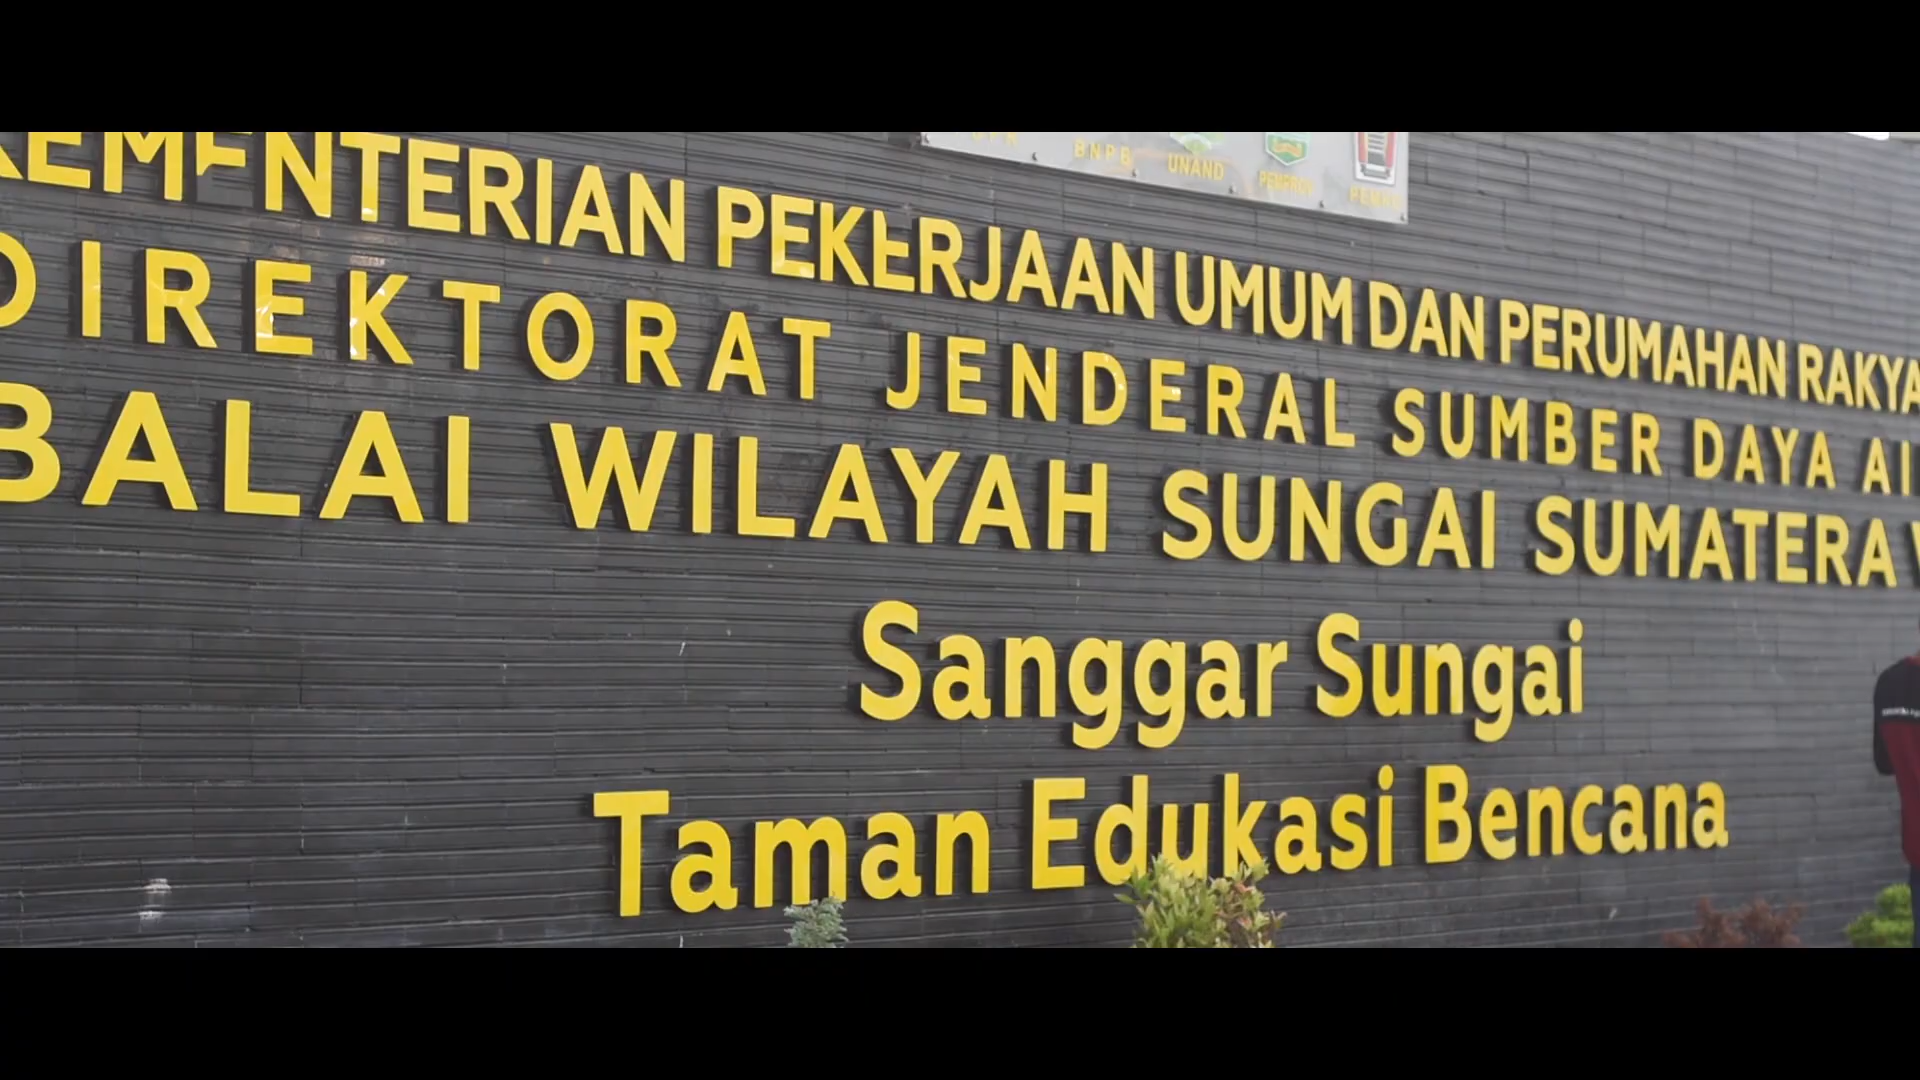 BNPB UNAND PEMPROV
KEMENTERIAN PEKERJAAN UMUM DAN PERUMAHAN RAKYA
DIREKTORAT JENDERAL SUMBER DAYA AI
BALAI WILAYAH SUNGAI SUMATERA
Sanggar Sungai
Taman Edukasi Bencana